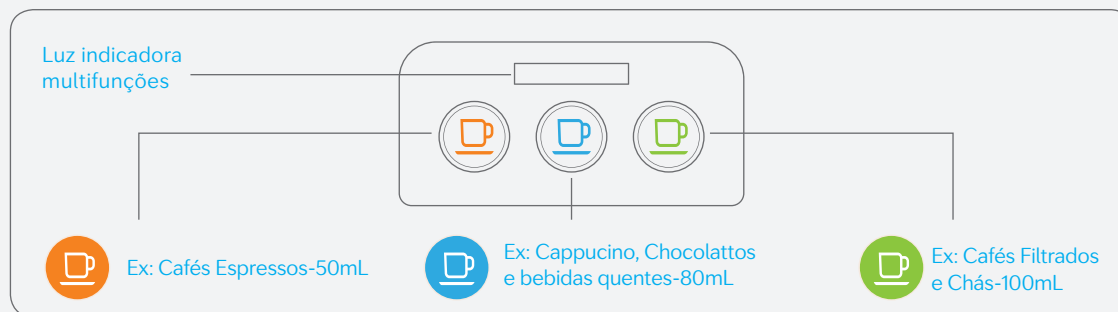 Luz indicadora
multifunções
Ex: Cafés Espressos-50mL
Ex: Cappucino, Chocolattos
e bebidas quentes-80mL
Ex: Cafés Filtrados
e Chás-100mL